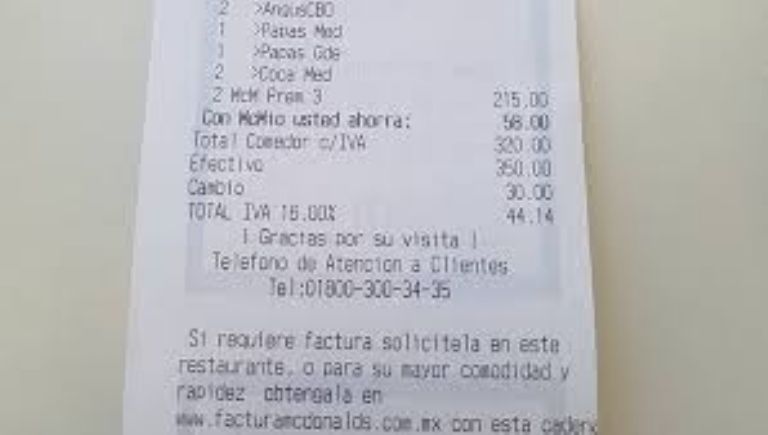 2 >AngusCBO
1 >Papas Med
1 >Papas Gde
2 >Coca Med
2 McM Prem 3 215.00
Con McMio usted ahorra: 58.00
Total Comedor c/IVA 320.00
Efectivo 350.00
Cambio 30.00
TOTAL IVA 16.00% 44.14
! Gracias por su visita !
Telefono de Atencion a Clientes
Tel:01800-300-34-35
Si requiere factura solicitela en este
restaurante, o para su mayor comodidad y
rapidez obtengala en
www.facturamcdonalds.com.mx con esta cadena